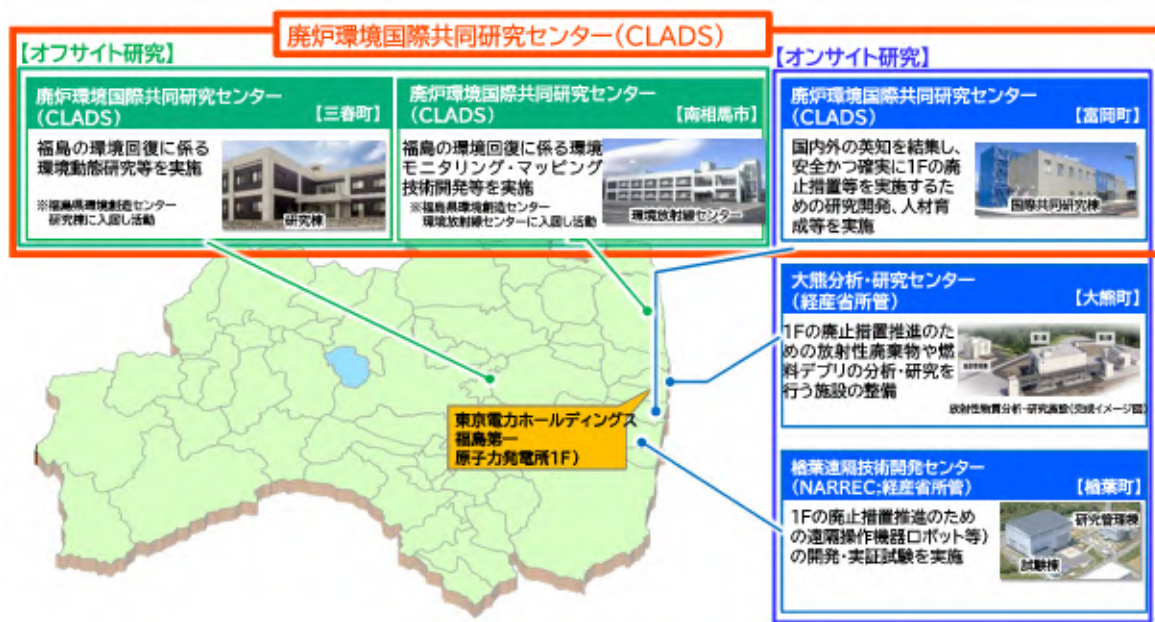 廃炉環境国際共同研究センター(CLADS)
【オフサイト研究】
廃炉環境国際共同研究センター
(CLADS)
【三春町】
福島の環境回復に係る
環境動態研究等を実施
※福島県環境創造センター
研究棟に入居し活動
研究棟
廃炉環境国際共同研究センター
(CLADS)
【南相馬市】
福島の環境回復に係る環境
モニタリング・マッピング
技術開発等を実施
※福島県環境創造センター
環境放射線センターに入居し活動
環境放射線センター
【オンサイト研究】
廃炉環境国際共同研究センター
(CLADS)
【富岡町】
国内外の英知を結集し、
安全かつ確実に1Fの廃
止措置等を実施するた
めの研究開発、人材育
成等を実施
国際共同研究棟
大熊分析・研究センター
(経産省所管)
【大熊町】
1Fの廃止措置推進のた
めの放射性廃棄物や燃
料デブリの分析・研究を
行う施設の整備
放射性物質分析・研究施設(完成イメージ図)
楢葉遠隔技術開発センター
(NARREC;経産省所管)
【楢葉町】
1Fの廃止措置推進のため
の遠隔操作機器ロボット等)
の開発・実証試験を実施
研究管理棟
試験棟
東京電力ホールディングス
福島第一
原子力発電所1F)